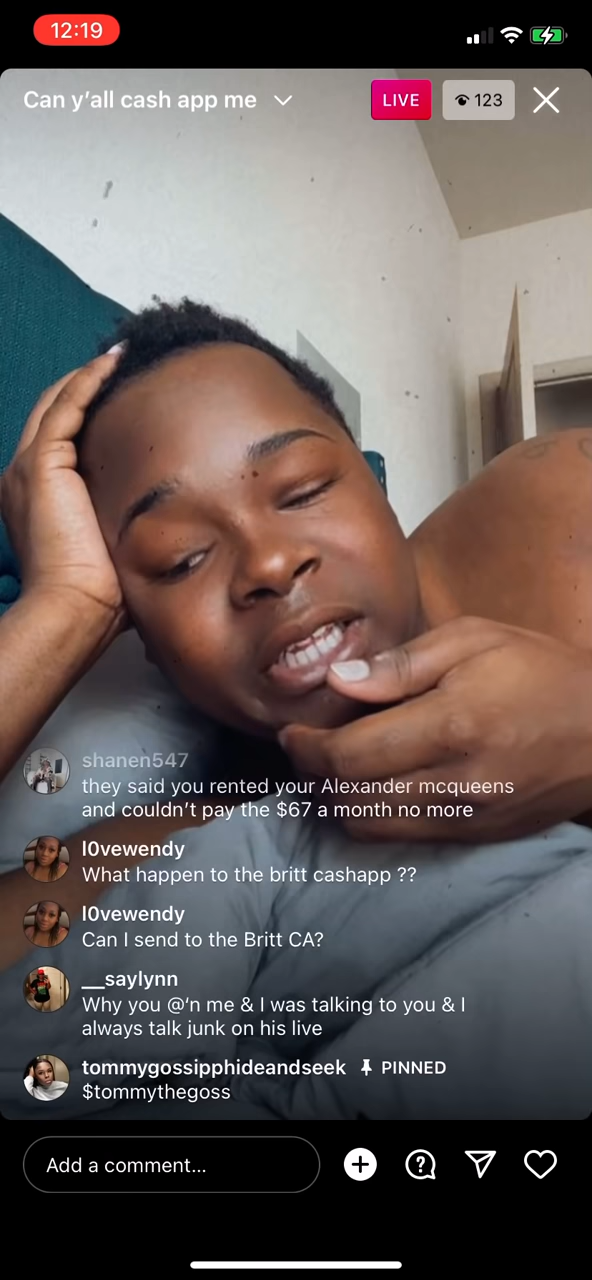 12:19
Can y’all cash app me
LIVE
123
shanen547
they said you rented your Alexander mcqueens
and couldn’t pay the $67 a month no more
l0vewendy
What happen to the britt cashapp ??
l0vewendy
Can I send to the Britt CA?
__saylynn
Why you @‘n me & I was talking to you & I
always talk junk on his live
tommygossipphideandseek PINNED
$tommythegoss
Add a comment...